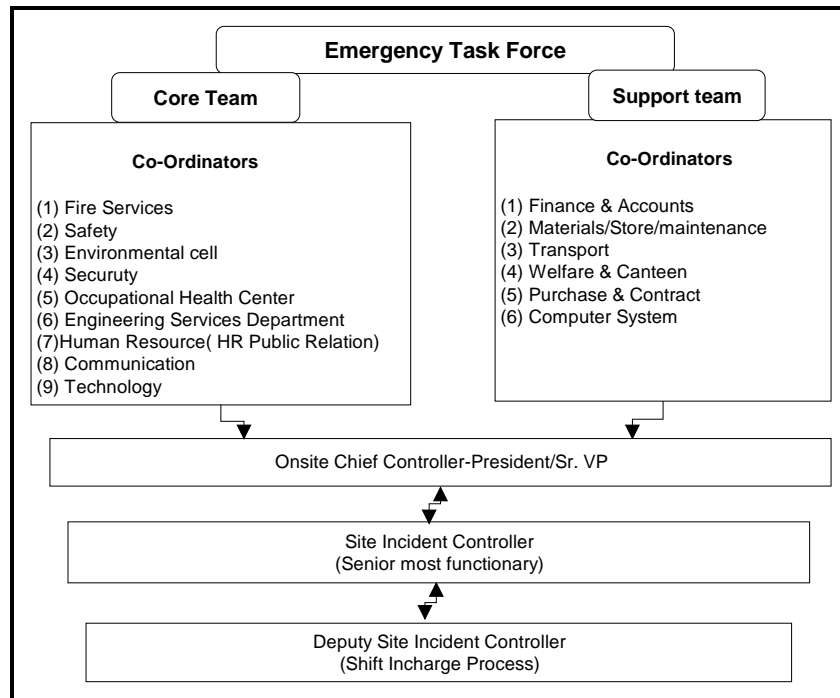 Emergency Task Force
Core Team
Co-Ordinators
(1) Fire Services
(2) Safety
(3) Environmental cell
(4) Securuty
(5) Occupational Health Center
(6) Engineering Services Department
(7)Human Resource( HR Public Relation)
(8) Communication
(9) Technology
Support team
Co-Ordinators
(1) Finance & Accounts
(2) Materials/Store/maintenance
(3) Transport
(4) Welfare & Canteen
(5) Purchase & Contract
(6) Computer System
Onsite Chief Controller-President/Sr. VP
Site Incident Controller
(Senior most functionary)
Deputy Site Incident Controller
(Shift Incharge Process)